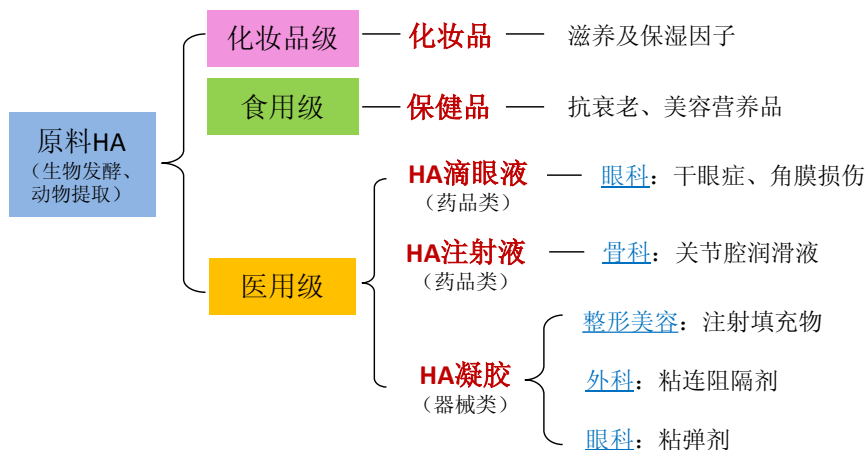 原料HA
（生物发酵、
动物提取）
化妆品级
化妆品
滋养及保湿因子
食用级
保健品
抗衰老、美容营养品
医用级
HA滴眼液
（药品类）
眼科：干眼症、角膜损伤
HA注射液
（药品类）
骨科：关节腔润滑液
HA凝胶
（器械类）
整形美容：注射填充物
外科：粘连阻隔剂
眼科：粘弹剂